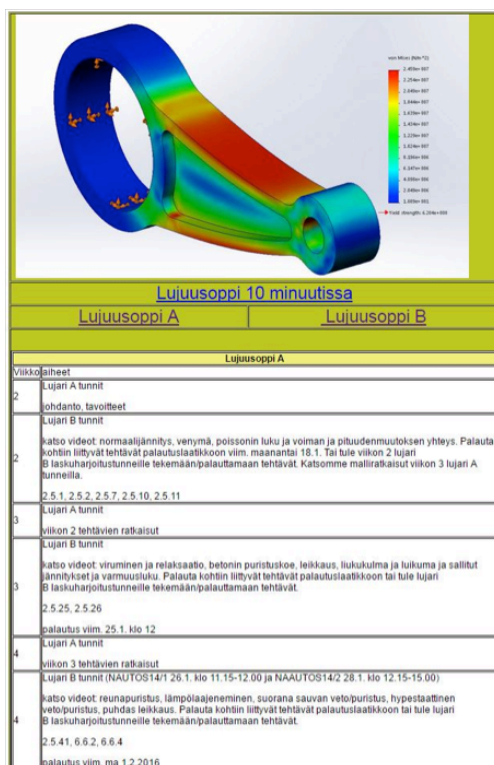 von Mises (N/m^2)
Lujuusoppi 10 minuutissa
Lujuusoppi A
Lujuusoppi B
Lujuusoppi A
Viikko aiheet
2
Lujari A tunnit
johdanto, tavoitteet
2
Lujari B tunnit
katso videot: normaalijännitys, venymä, poissonin luku ja voiman ja pituudenmuutoksen yhteys. Palauta
kohtiin liittyvät tehtävät palautuslaatikkoon viim. maanantai 18.1. Tai tule viikon 2 lujari
B laskuharjoitustunneille tekemään/palauttamaan tehtävät. Katsomme malliratkaisut viikon 3 lujari A
tunneilla.
2.5.1, 2.5.2, 2.5.7, 2.5.10, 2.5.11
3
Lujari A tunnit
viikon 2 tehtävien ratkaisut
3
Lujari B tunnit
katso videot: viruminen ja relaksaatio, betonin puristuskoe, leikkaus, liukukulma ja liukuma ja sallitut
jännitykset ja varmuusluku. Palauta kohtiin liittyvät tehtävät palautuslaatikkoon tai tule lujari
B laskuharjoitustunneille tekemään/palauttamaan tehtävät.
2.5.25, 2.5.26
palautus viim. 25.1. klo 12
4
Lujari A tunnit
viikon 3 tehtävien ratkaisut
4
Lujari B tunnit (NAUTOS14/1 26.1. klo 11.15-12.00 ja NAAUTOS14/2 28.1. klo 12.15-15.00)
katso videot: reunapuristus, lämpölaajeneminen, suorana sauvan veto/puristus, hypestaattinen
veto/puristus, puhdas leikkaus. Palauta kohtiin liittyvät tehtävät palautuslaatikkoon tai tule lujari
B laskuharjoitustunneille tekemään/palauttamaan tehtävät.
2.5.41, 6.6.2, 6.6.4
palautus viim. ma 1.2.2016